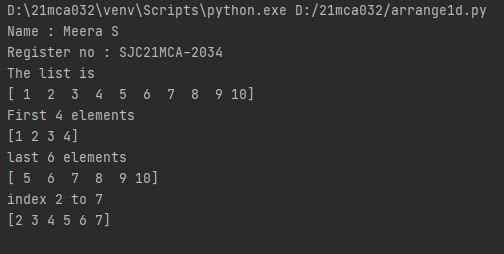 D:\21mca032\venv\Scripts\python.exe D:/21mca032/arrange1d.py
Name : Meera S
Register no : SJC21MCA-2034
The list is
[ 1  2  3  4  5  6  7  8  9 10]
First 4 elements
[1 2 3 4]
last 6 elements
[ 5  6  7  8  9 10]
index 2 to 7
[2 3 4 5 6 7]